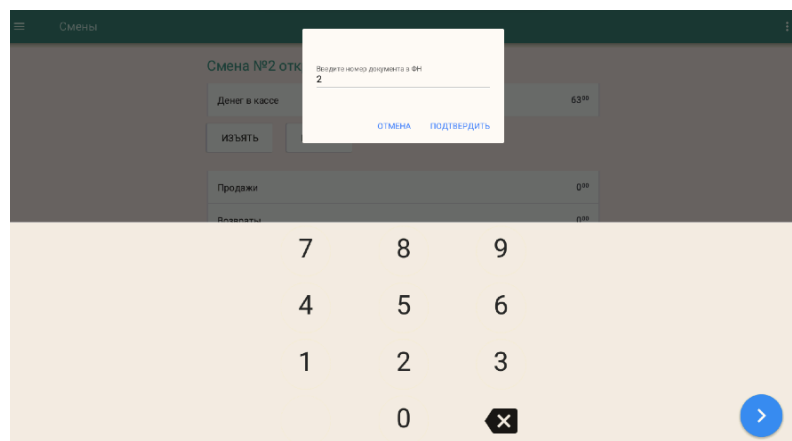 Смены
Смена №2 отк
Введите номер документа в ФН
2
Денег в кассе
63⁰⁰
ОТМЕНА ПОДТВЕРДИТЬ
ИЗЪЯТЬ
Продажи
0⁰⁰
Возвраты
0⁰⁰
7 8 9
4 5 6
1 2 3
0